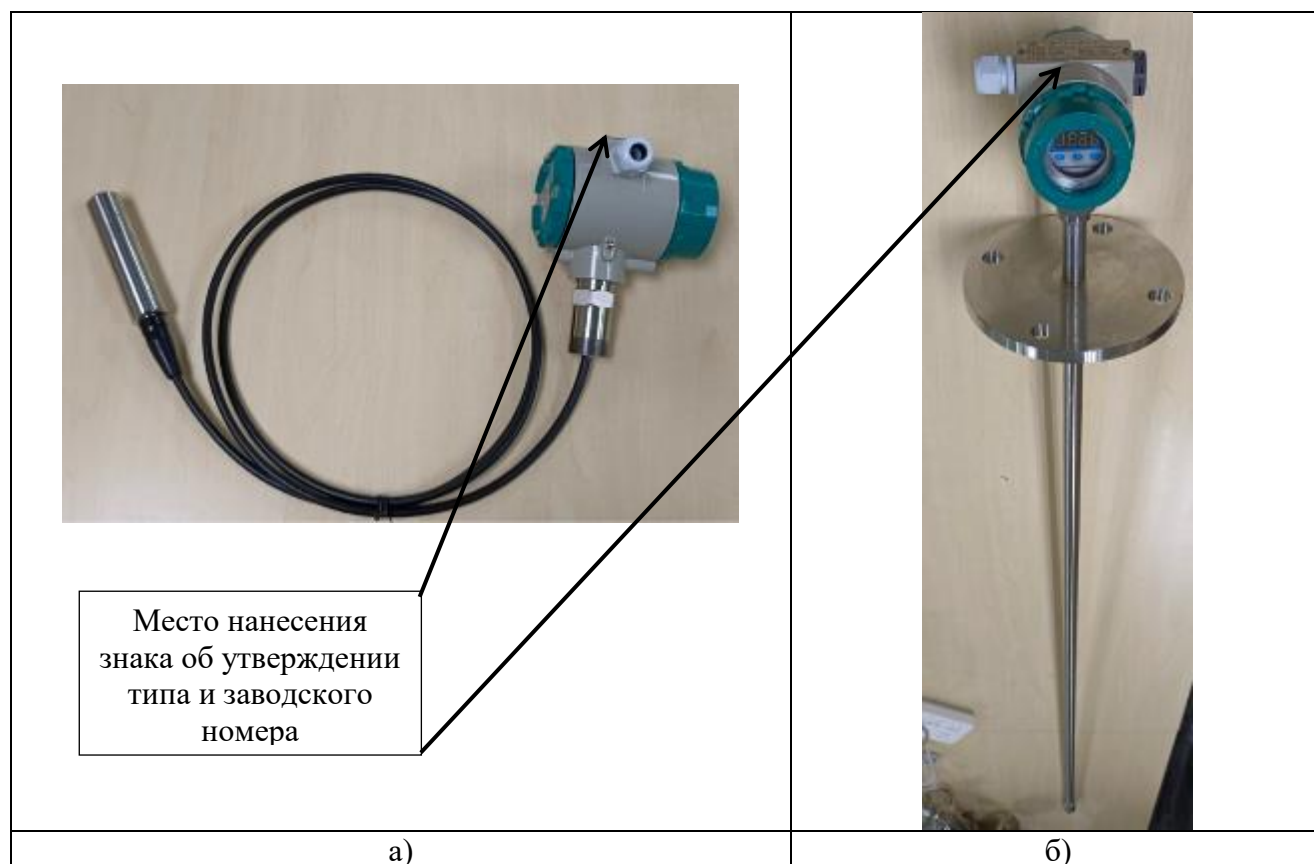 Место нанесения
знака об утверждении
типа и заводского
номера
а)
б)